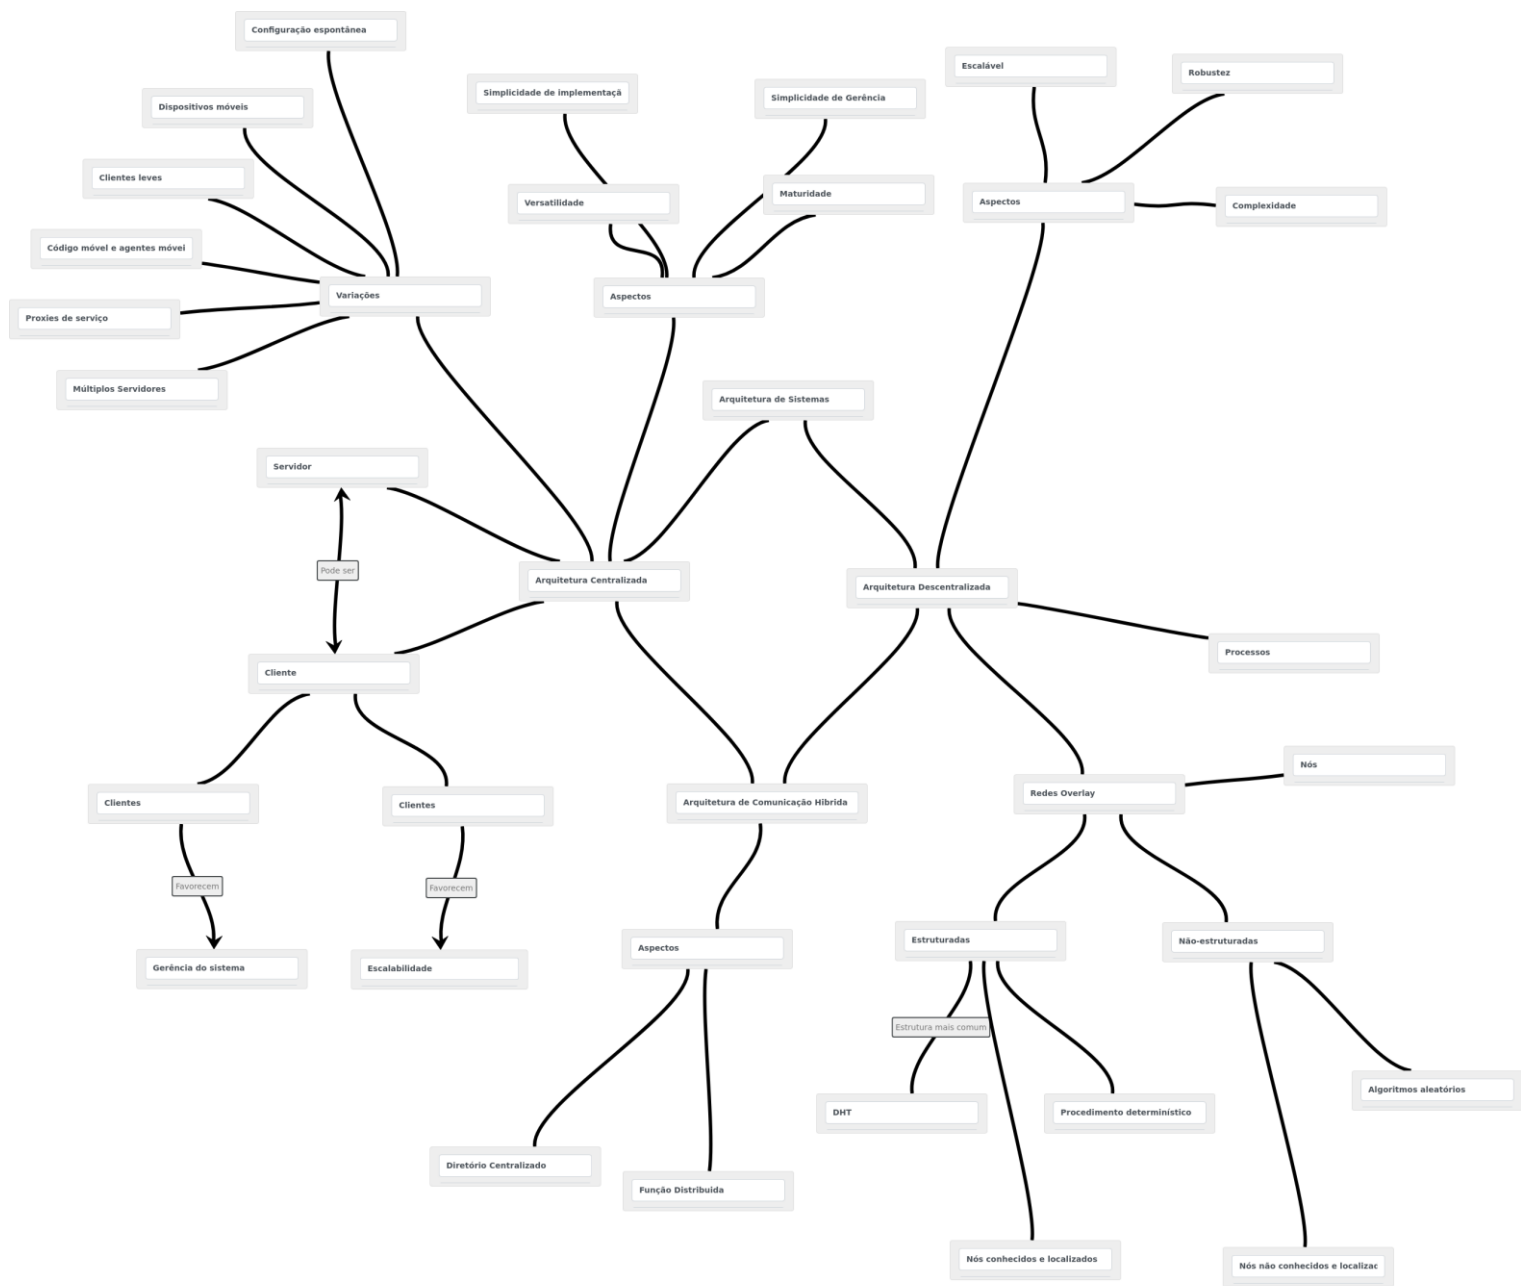 Configuração espontânea
Escalável
Robustez
Simplicidade de implementaçã
Simplicidade de Gerência
Dispositivos móveis
Clientes leves
Versatilidade
Maturidade
Aspectos
Complexidade
Código móvel e agentes móvei
Variações
Aspectos
Proxies de serviço
Múltiplos Servidores
Arquitetura de Sistemas
Servidor
Pode ser
Arquitetura Centralizada
Arquitetura Descentralizada
Processos
Cliente
Nós
Clientes
Clientes
Arquitetura de Comunicação Hibrida
Redes Overlay
Favorecem
Favorecem
Estruturadas
Não-estruturadas
Aspectos
Gerência do sistema
Escalabilidade
Estrutura mais comum
Algoritmos aleatórios
DHT
Procedimento determinístico
Diretório Centralizado
Função Distribuida
Nós conhecidos e localizados
Nós não conhecidos e localizac